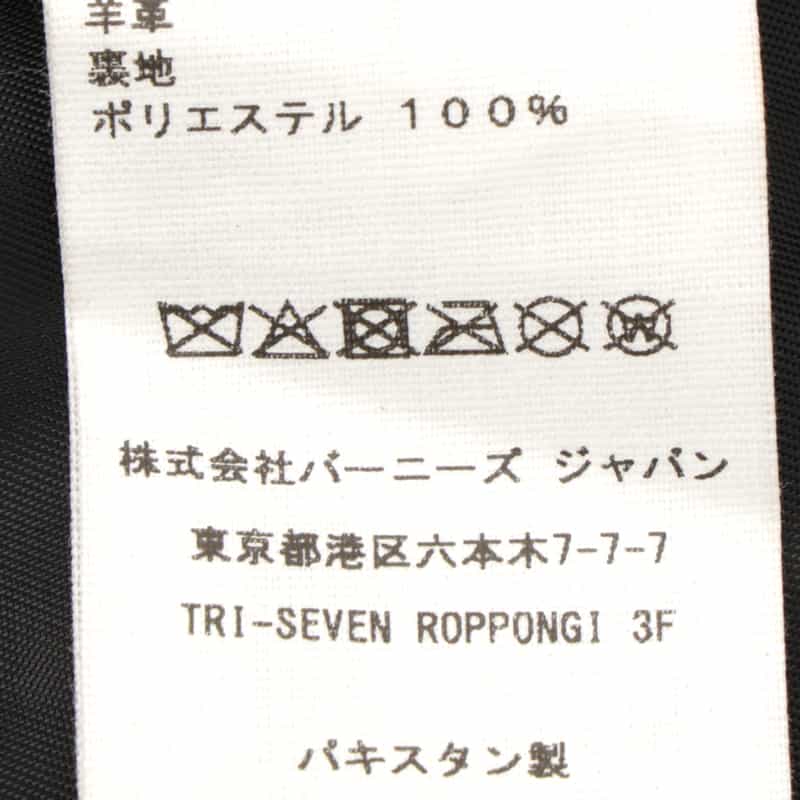 羊革
裏地
ポリエステル 100%
W
株式会社バーニーズ ジャパン
東京都港区六本木7-7-7
TRI-SEVEN ROPPONGI 3F
パキスタン製